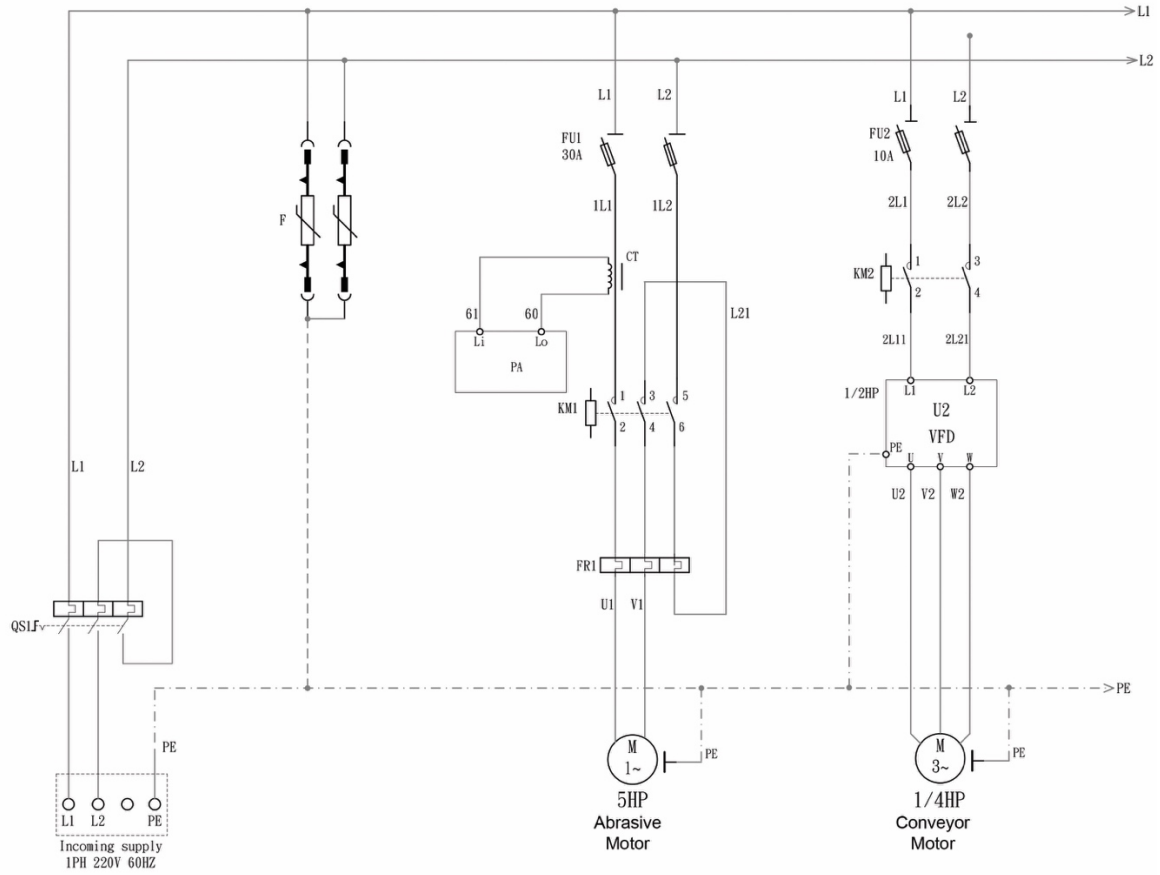 L1
L2
L1
L2
L1
L2
FU1
30A
FU2
10A
F
1L1
1L2
2L1
2L2
CT
1
3
KM2
2
4
61
60
L21
Li
Lo
PA
2L11
2L21
1
3
5
KM1
2
4
6
1/2HP
L1
L2
U2
VFD
PE
U
V
W
L1
L2
U2
V2
W2
FR1
U1
V1
QS1
PE
PE
M
1~
PE
M
3~
PE
L1
L2
PE
5HP
Abrasive
Motor
1/4HP
Conveyor
Motor
Incoming supply
1PH 220V 60HZ